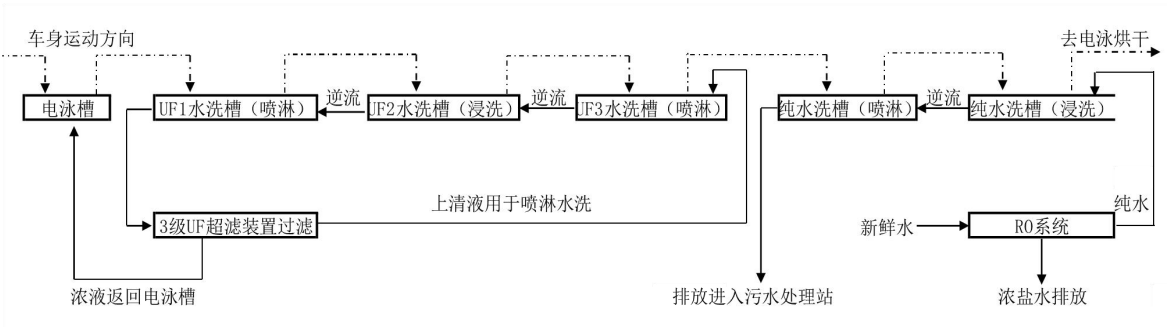 车身运动方向
去电泳烘干
电泳槽
UF1水洗槽（喷淋）
逆流
UF2水洗槽（浸洗）
逆流
UF3水洗槽（喷淋）
纯水洗槽（喷淋）
逆流
纯水洗槽（浸洗）
上清液用于喷淋水洗
纯水
3级UF超滤装置过滤
新鲜水
RO系统
浓液返回电泳槽
排放进入污水处理站
浓盐水排放